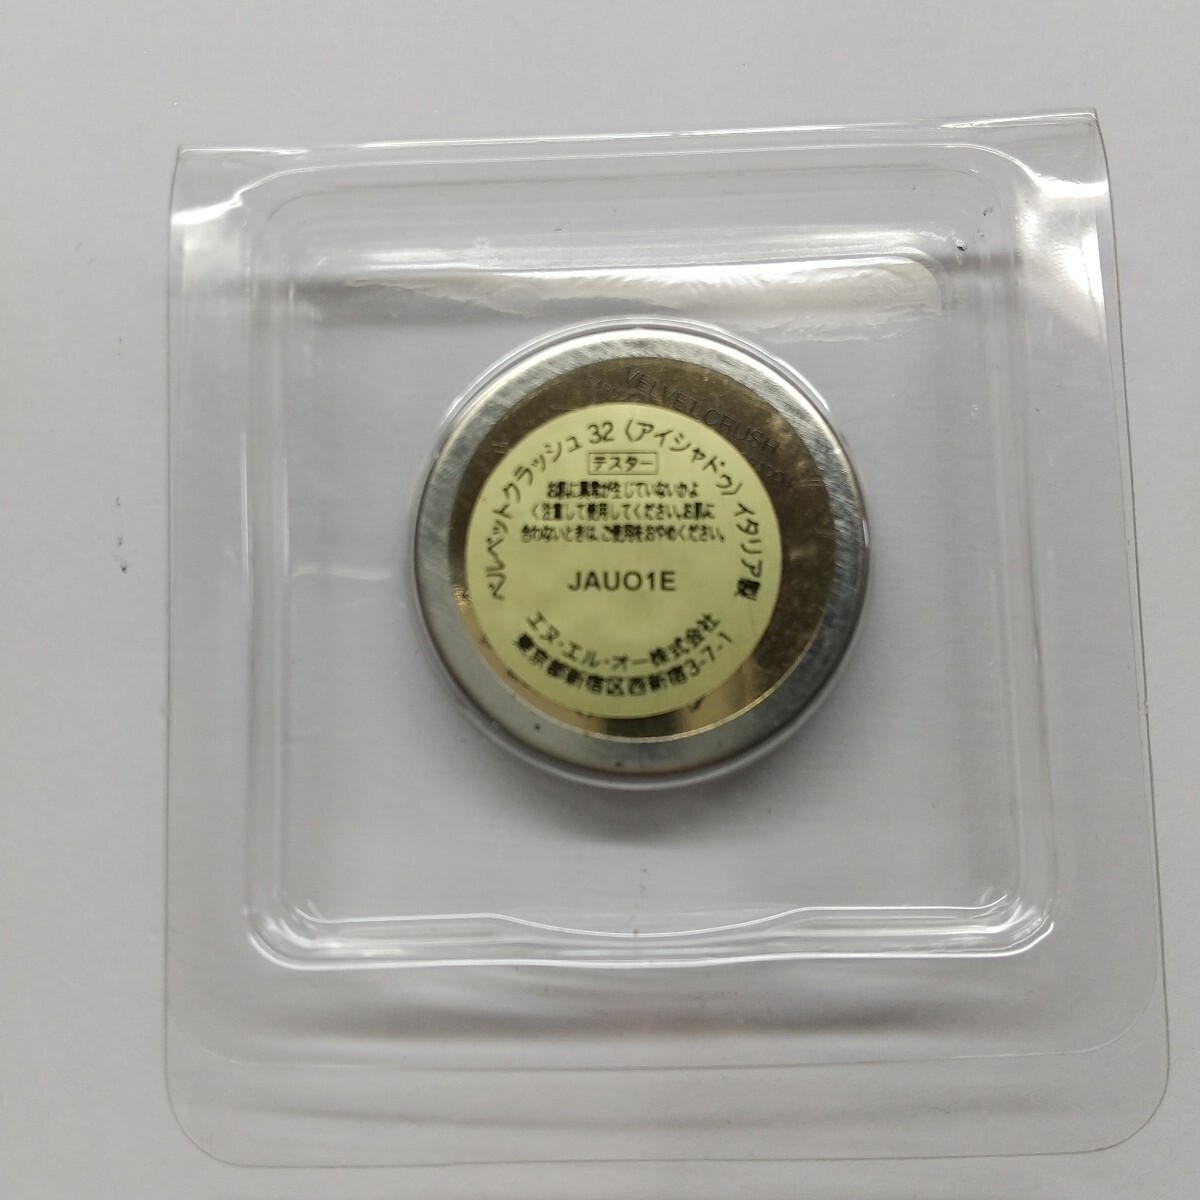 VELVET CRUSH
ベルベットクラッシュ 32 〈アイシャドゥ〉 イタリア製
テスター
お肌に異常が生じていないかよ
く注意して使用してください。お肌に
合わないときは、ご使用をおやめください。
JAUO1E
エヌ・エル・オー株式会社
東京都新宿区西新宿3-7-1